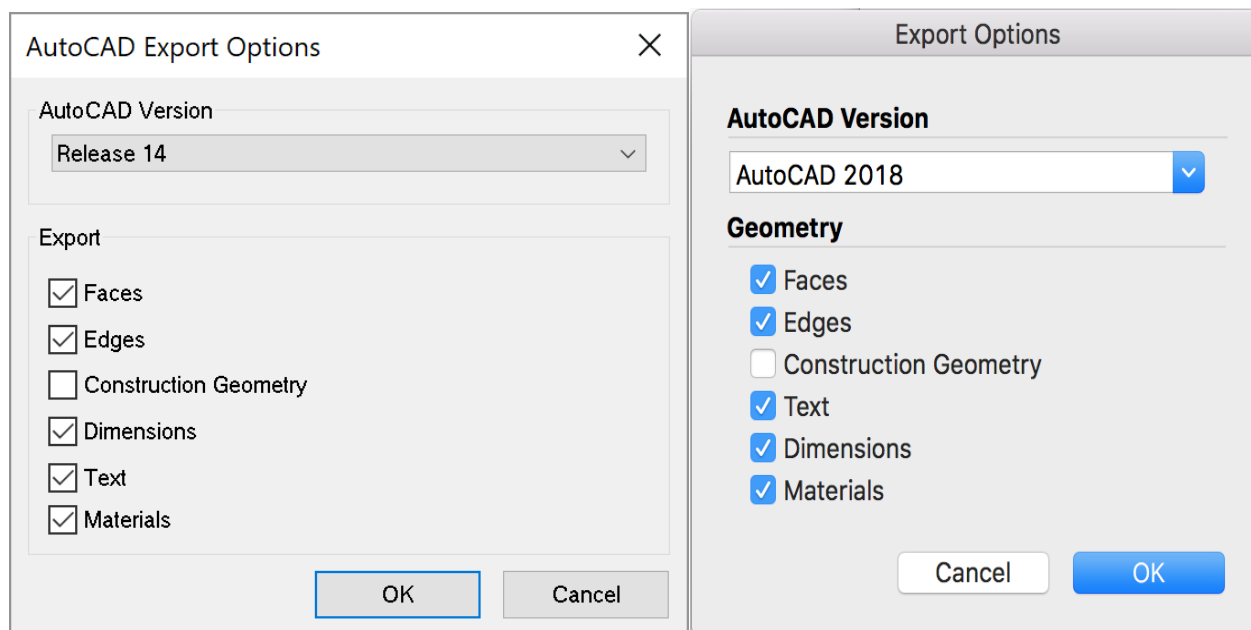 AutoCAD Export Options
AutoCAD Version
Release 14
Export
Faces
Edges
Construction Geometry
Dimensions
Text
Materials
OK
Cancel
Export Options
AutoCAD Version
AutoCAD 2018
Geometry
Faces
Edges
Construction Geometry
Text
Dimensions
Materials
Cancel
OK